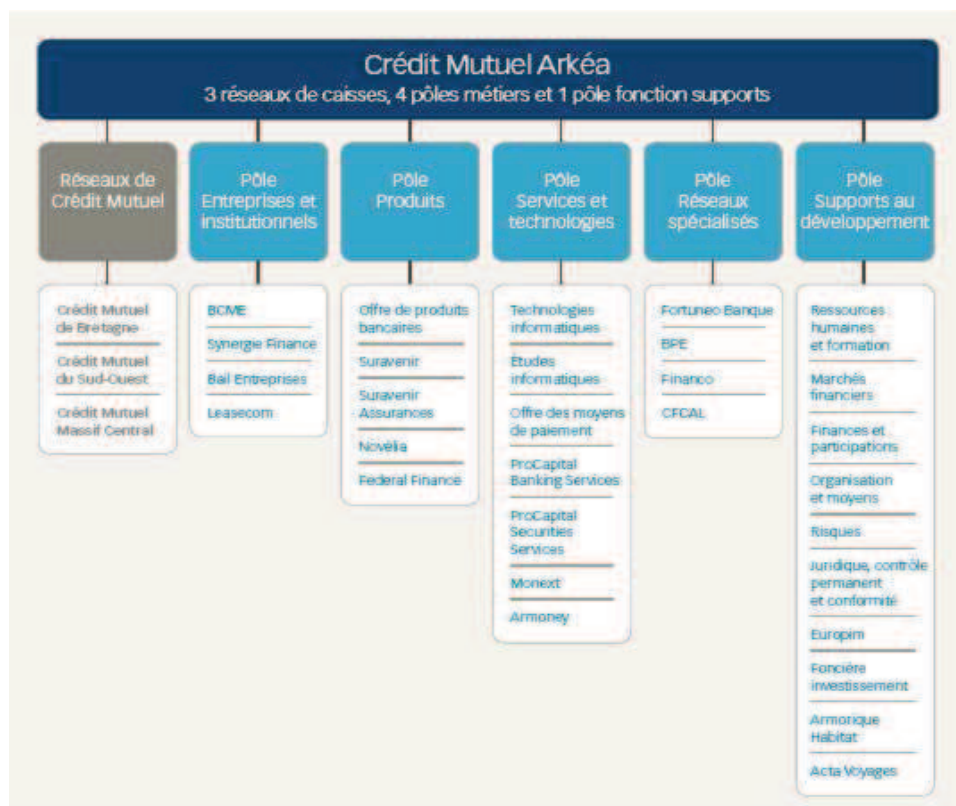 Crédit Mutuel Arkéa
3 réseaux de caisses, 4 pôles métiers et 1 pôle fonction supports
Réseaux de
Crédit Mutuel
Crédit Mutuel
de Bretagne
Crédit Mutuel
du Sud-Ouest
Crédit Mutuel
Massif Central
Pôle
Entreprises et
institutionnels
BCME
Synergie Finance
Bail Entreprises
Leasecom
Pôle
Produits
Offre de produits
bancaires
Suravenir
Suravenir
Assurances
Novélia
Federal Finance
Pôle
Services et
technologies
Technologies
informatiques
Études
informatiques
Offre des moyens
de paiement
ProCapital
Banking Services
ProCapital
Securities
Services
Monext
Armoney
Pôle
Réseaux
spécialisés
Fortuneo Banque
BPE
Financo
CFCAL
Pôle
Supports au
développement
Ressources
humaines
et formation
Marchés
financiers
Finances et
participations
Organisation
et moyens
Risques
Juridique, contrôle
permanent
et conformité
Europim
Foncière
investissement
Armorique
Habitat
Acta Voyages